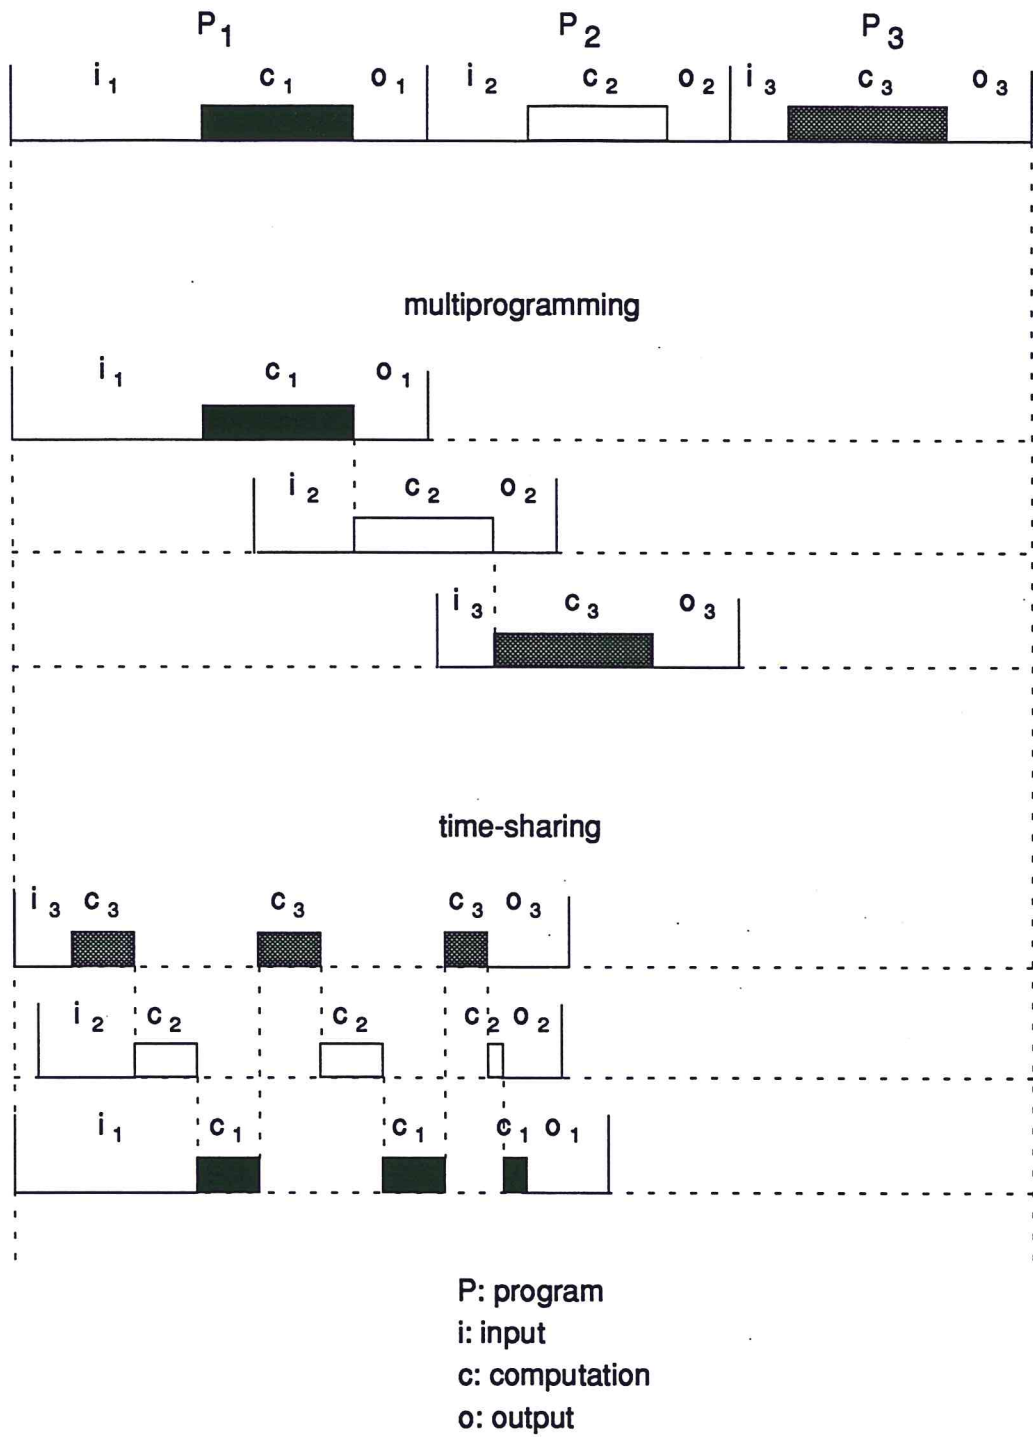 P1 P2 P3
i1 c1 o1 i2 c2 o2 i3 c3 o3
multiprogramming
i1 c1 o1
i2 c2 o2
i3 c3 o3
time-sharing
i3 c3 c3 c3 o3
i2 c2 c2 c2 o2
i1 c1 c1 c1 o1
P: program
i: input
c: computation
o: output